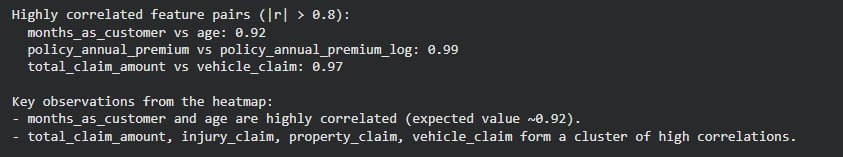 Highly correlated feature pairs (|r| > 0.8):
months_as_customer vs age: 0.92
policy_annual_premium vs policy_annual_premium_log: 0.99
total_claim_amount vs vehicle_claim: 0.97
Key observations from the heatmap:
- months_as_customer and age are highly correlated (expected value ~0.92).
- total_claim_amount, injury_claim, property_claim, vehicle_claim form a cluster of high correlations.